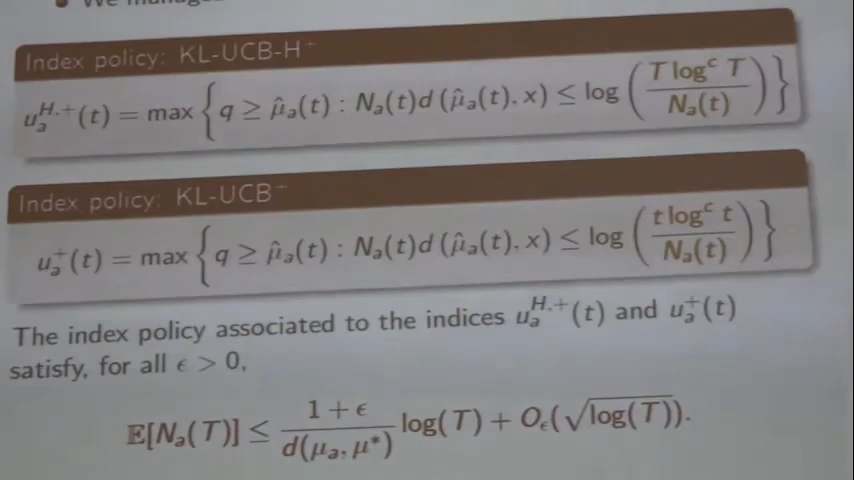 We manage
Index policy: KL-UCB-H⁺
u_a^{H,+}(t) = max { q ≥ μ̂_a(t) : N_a(t)d (μ̂_a(t), x) ≤ log ( T log^c T / N_a(t) ) }
Index policy: KL-UCB⁺
u_a^+(t) = max { q ≥ μ̂_a(t) : N_a(t)d (μ̂_a(t), x) ≤ log ( t log^c t / N_a(t) ) }
The index policy associated to the indices u_a^{H,+}(t) and u_a^+(t)
satisfy, for all ϵ > 0,
𝔼[N_a(T)] ≤ (1 + ϵ) / d(μ_a, μ*) log(T) + O_ϵ(√log(T)).